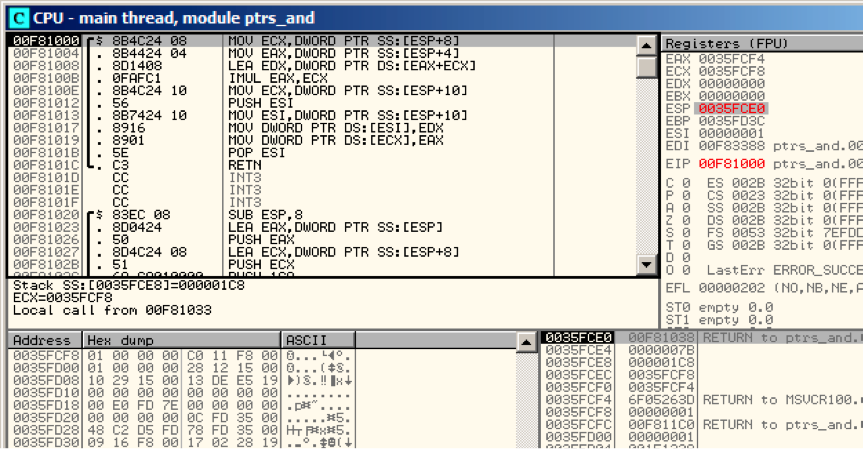 C CPU - main thread, module ptrs_and
00F81000 $ 8B4C24 08 MOV ECX,DWORD PTR SS:[ESP+8]
00F81004 . 8B4424 04 MOV EAX,DWORD PTR SS:[ESP+4]
00F81008 . 8D1408 LEA EDX,DWORD PTR DS:[EAX+ECX]
00F8100B . 0FAFC1 IMUL EAX,ECX
00F8100E . 8B4C24 10 MOV ECX,DWORD PTR SS:[ESP+10]
00F81012 . 56 PUSH ESI
00F81013 . 8B7424 10 MOV ESI,DWORD PTR SS:[ESP+10]
00F81017 . 8916 MOV DWORD PTR DS:[ESI],EDX
00F81019 . 8901 MOV DWORD PTR DS:[ECX],EAX
00F8101B . 5E POP ESI
00F8101C . C3 RETN
00F8101D CC INT3
00F8101E CC INT3
00F8101F CC INT3
00F81020 $ 83EC 08 SUB ESP,8
00F81023 . 8D0424 LEA EAX,DWORD PTR SS:[ESP]
00F81026 . 50 PUSH EAX
00F81027 . 8D4C24 08 LEA ECX,DWORD PTR SS:[ESP+8]
00F8102B . 51 PUSH ECX
Stack SS:[0035FCE8]=000001C8
ECX=0035FCF8
Local call from 00F81033
Registers (FPU)
EAX 0035FCF4
ECX 0035FCF8
EDX 00000000
EBX 00000000
ESP 0035FCE0
EBP 0035FD3C
ESI 00000001
EDI 00F83388 ptrs_and.00
EIP 00F81000 ptrs_and.00
C 0 ES 002B 32bit 0(FFF
P 0 CS 0023 32bit 0(FFF
A 0 SS 002B 32bit 0(FFF
Z 0 DS 002B 32bit 0(FFF
S 0 FS 0053 32bit 7EFDD
T 0 GS 002B 32bit 0(FFF
D 0
O 0 LastErr ERROR_SUCCE
EFL 00000202 (NO,NB,NE,A
ST0 empty 0.0
ST1 empty 0.0
Address Hex dump ASCII
0035FCF8 01 00 00 00 C0 11 F8 00
0035FD00 01 00 00 00 28 12 15 00
0035FD08 10 29 15 00 13 DE E5 19
0035FD10 00 00 00 00 00 00 00 00 ........
0035FD18 00 E0 FD 7E 00 00 00 00
0035FD20 00 00 00 00 0C FD 35 00
0035FD28 48 C2 D5 FD 78 FD 35 00
0035FD30 09 16 F8 00 17 02 28 19
0035FCE0 00F81038 RETURN to ptrs_and.
0035FCE4 0000007B
0035FCE8 000001C8
0035FCEC 0035FCF8
0035FCF0 0035FCF4
0035FCF4 6F05263D RETURN to MSVCR100.
0035FCF8 00000001
0035FCFC 00F811C0 RETURN to ptrs_and.
0035FD00 00000001